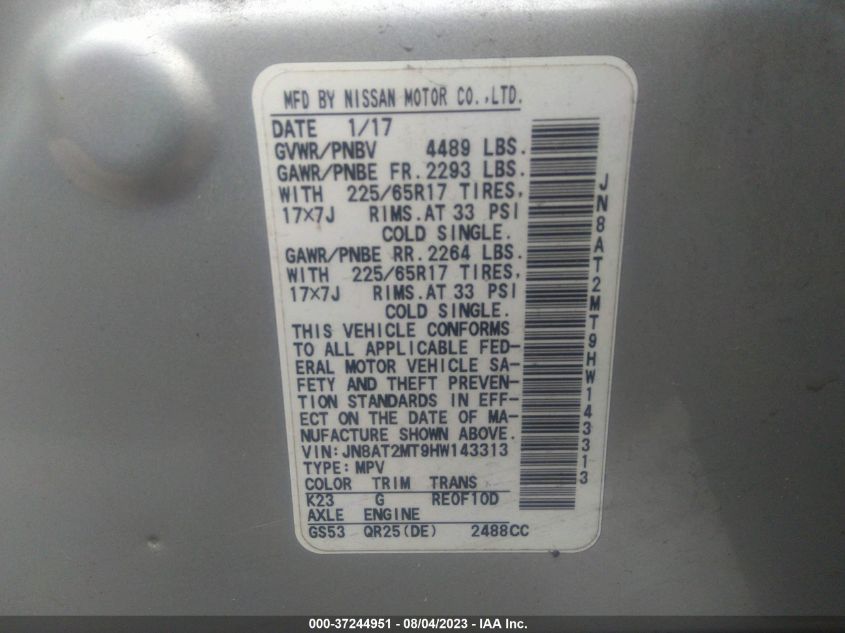 MFD BY NISSAN MOTOR CO.,LTD.
DATE 1/17
GVWR/PNBV 4489 LBS.
GAWR/PNBE FR.2293 LBS.
WITH 225/65R17 TIRES,
17×7J RIMS.AT 33 PSI
COLD SINGLE.
GAWR/PNBE RR.2264 LBS.
WITH 225/65R17 TIRES,
17×7J RIMS.AT 33 PSI
COLD SINGLE.
THIS VEHICLE CONFORMS
TO ALL APPLICABLE FED-
ERAL MOTOR VEHICLE SA-
FETY AND THEFT PREVEN-
TION STANDARDS IN EFF-
ECT ON THE DATE OF MA-
NUFACTURE SHOWN ABOVE.
VIN:JN8AT2MT9HW143313
TYPE:MPV
COLOR TRIM TRANS
K23 G RE0F10D
AXLE ENGINE
GS53 QR25(DE) 2488CC
JN8AT2MT9HW143313
000-37244951 - 08/04/2023 - IAA Inc.